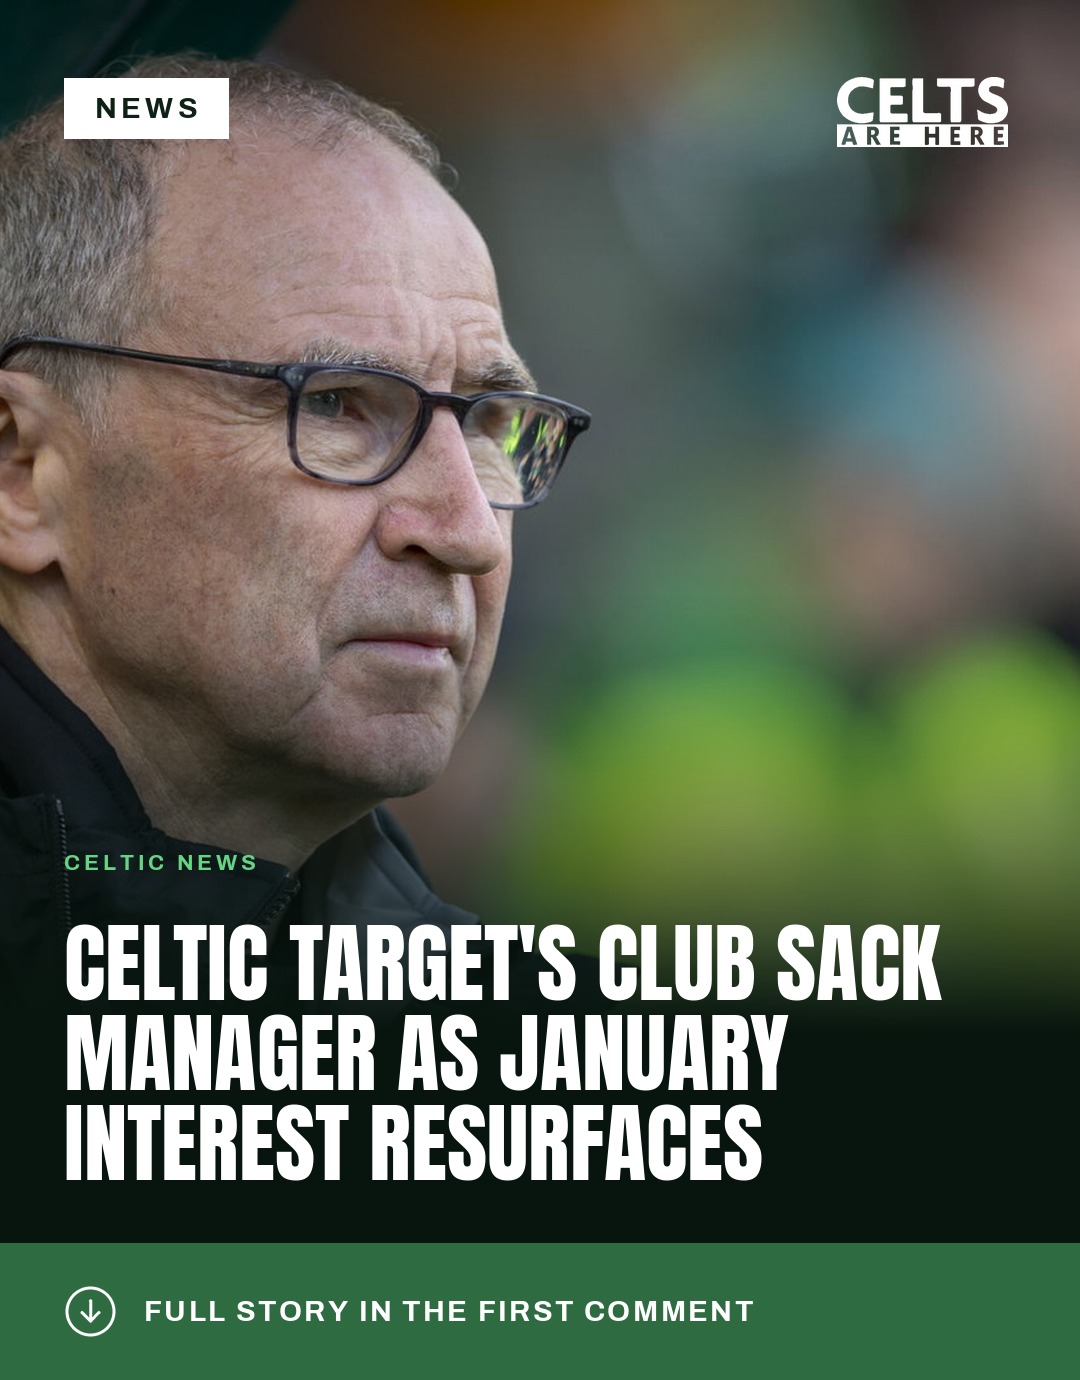 NEWS
CELTS
ARE HERE
CELTIC NEWS
CELTIC TARGET'S CLUB SACK
MANAGER AS JANUARY
INTEREST RESURFACES
FULL STORY IN THE FIRST COMMENT